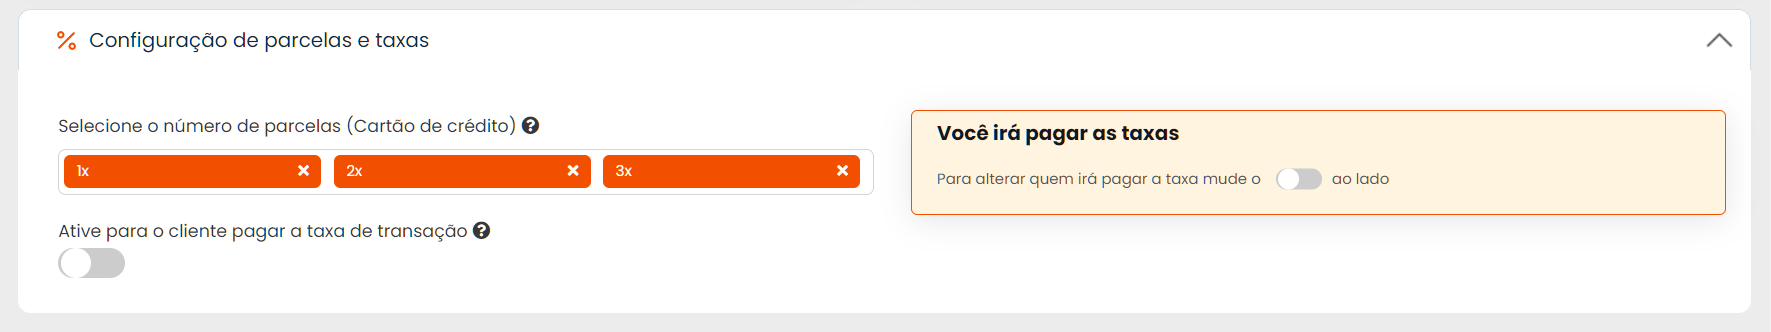 Configuração de parcelas e taxas
Selecione o número de parcelas (Cartão de crédito)
1x
2x
3x
Ative para o cliente pagar a taxa de transação
Você irá pagar as taxas
Para alterar quem irá pagar a taxa mude o ao lado